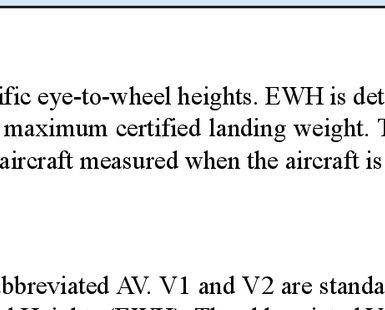 ific eye-to-wheel heights. EWH is det
maximum certified landing weight. T
aircraft measured when the aircraft is
bbreviated AV. V1 and V2 are standa